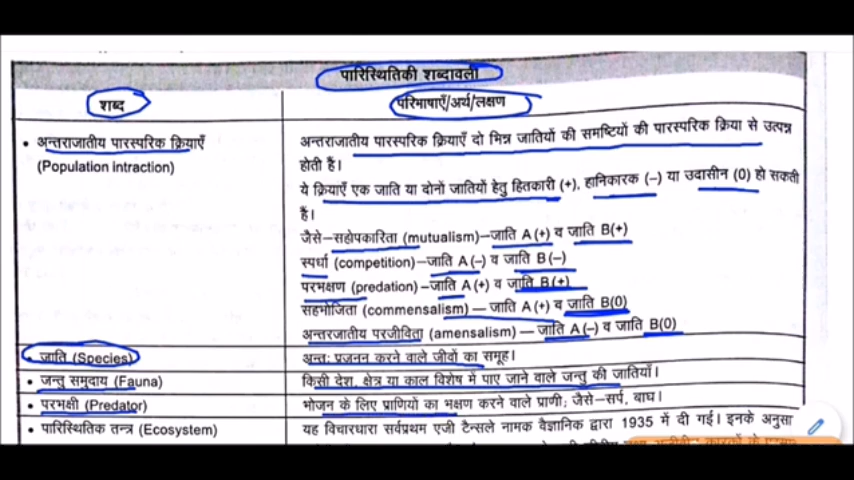 पारिस्थितिकी शब्दावली
शब्द
परिभाषाएँ/अर्थ/लक्षण
• अन्तराजातीय पारस्परिक क्रियाएँ
(Population intraction)
अन्तराजातीय पारस्परिक क्रियाएँ दो भिन्न जातियों की समष्टियों की पारस्परिक क्रिया से उत्पन्न
होती हैं।
ये क्रियाएँ एक जाति या दोनों जातियों हेतु हितकारी (+), हानिकारक (–) या उदासीन (0) हो सकती
हैं।
जैसे–सहोपकारिता (mutualism)–जाति A (+) व जाति B(+)
स्पर्धा (competition)–जाति A (–) व जाति B(–)
परभक्षण (predation) –जाति A (+) व जाति B(+)
सहभोजिता (commensalism) — जाति A (+) व जाति B(0)
अन्तरजातीय परजीविता (amensalism) — जाति A (–) व जाति B(0)
• जाति (Species)
अन्तः प्रजनन करने वाले जीवों का समूह।
• जन्तु समुदाय (Fauna)
किसी देश, क्षेत्र या काल विशेष में पाए जाने वाले जन्तु की जातियाँ।
• परभक्षी (Predator)
भोजन के लिए प्राणियों का भक्षण करने वाले प्राणी; जैसे–सर्प, बाघ।
• पारिस्थितिक तन्त्र (Ecosystem)
यह विचारधारा सर्वप्रथम एजी टैन्सले नामक वैज्ञानिक द्वारा 1935 में दी गई। इनके अनुसा